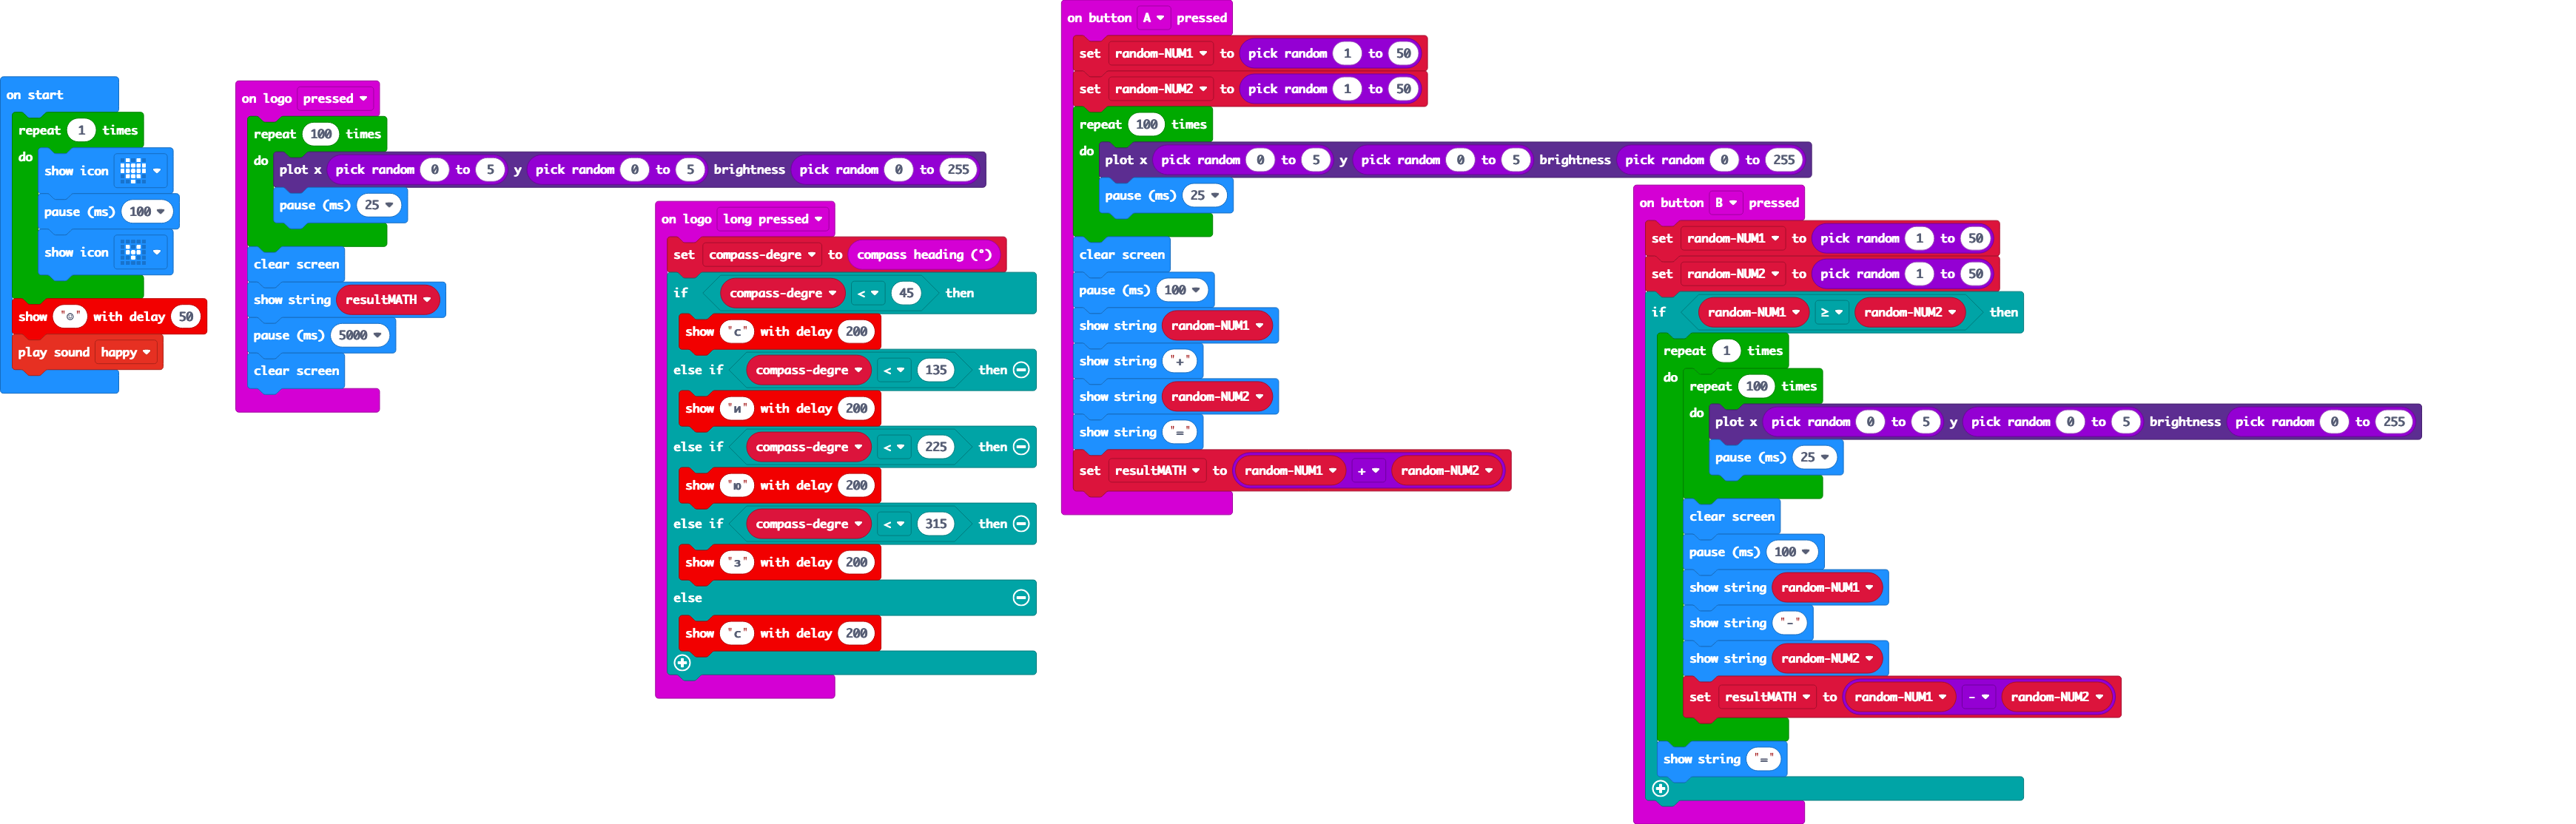 on start
repeat 1 times
do
show icon
pause (ms) 100
show icon
show "☺" with delay 50
play sound happy
on logo pressed
repeat 100 times
do plot x pick random 0 to 5 y pick random 0 to 5 brightness pick random 0 to 255
pause (ms) 25
clear screen
show string resultMATH
pause (ms) 5000
clear screen
on logo long pressed
set compass-degre to compass heading (°)
if compass-degre < 45 then
show "с" with delay 200
else if compass-degre < 135 then
show "и" with delay 200
else if compass-degre < 225 then
show "ю" with delay 200
else if compass-degre < 315 then
show "з" with delay 200
else
show "с" with delay 200
on button A pressed
set random-NUM1 to pick random 1 to 50
set random-NUM2 to pick random 1 to 50
repeat 100 times
do plot x pick random 0 to 5 y pick random 0 to 5 brightness pick random 0 to 255
pause (ms) 25
clear screen
pause (ms) 100
show string random-NUM1
show string "+"
show string random-NUM2
show string "="
set resultMATH to random-NUM1 + random-NUM2
on button B pressed
set random-NUM1 to pick random 1 to 50
set random-NUM2 to pick random 1 to 50
if random-NUM1 ≥ random-NUM2 then
repeat 1 times
do
repeat 100 times
do plot x pick random 0 to 5 y pick random 0 to 5 brightness pick random 0 to 255
pause (ms) 25
clear screen
pause (ms) 100
show string random-NUM1
show string "-"
show string random-NUM2
set resultMATH to random-NUM1 - random-NUM2
show string "="